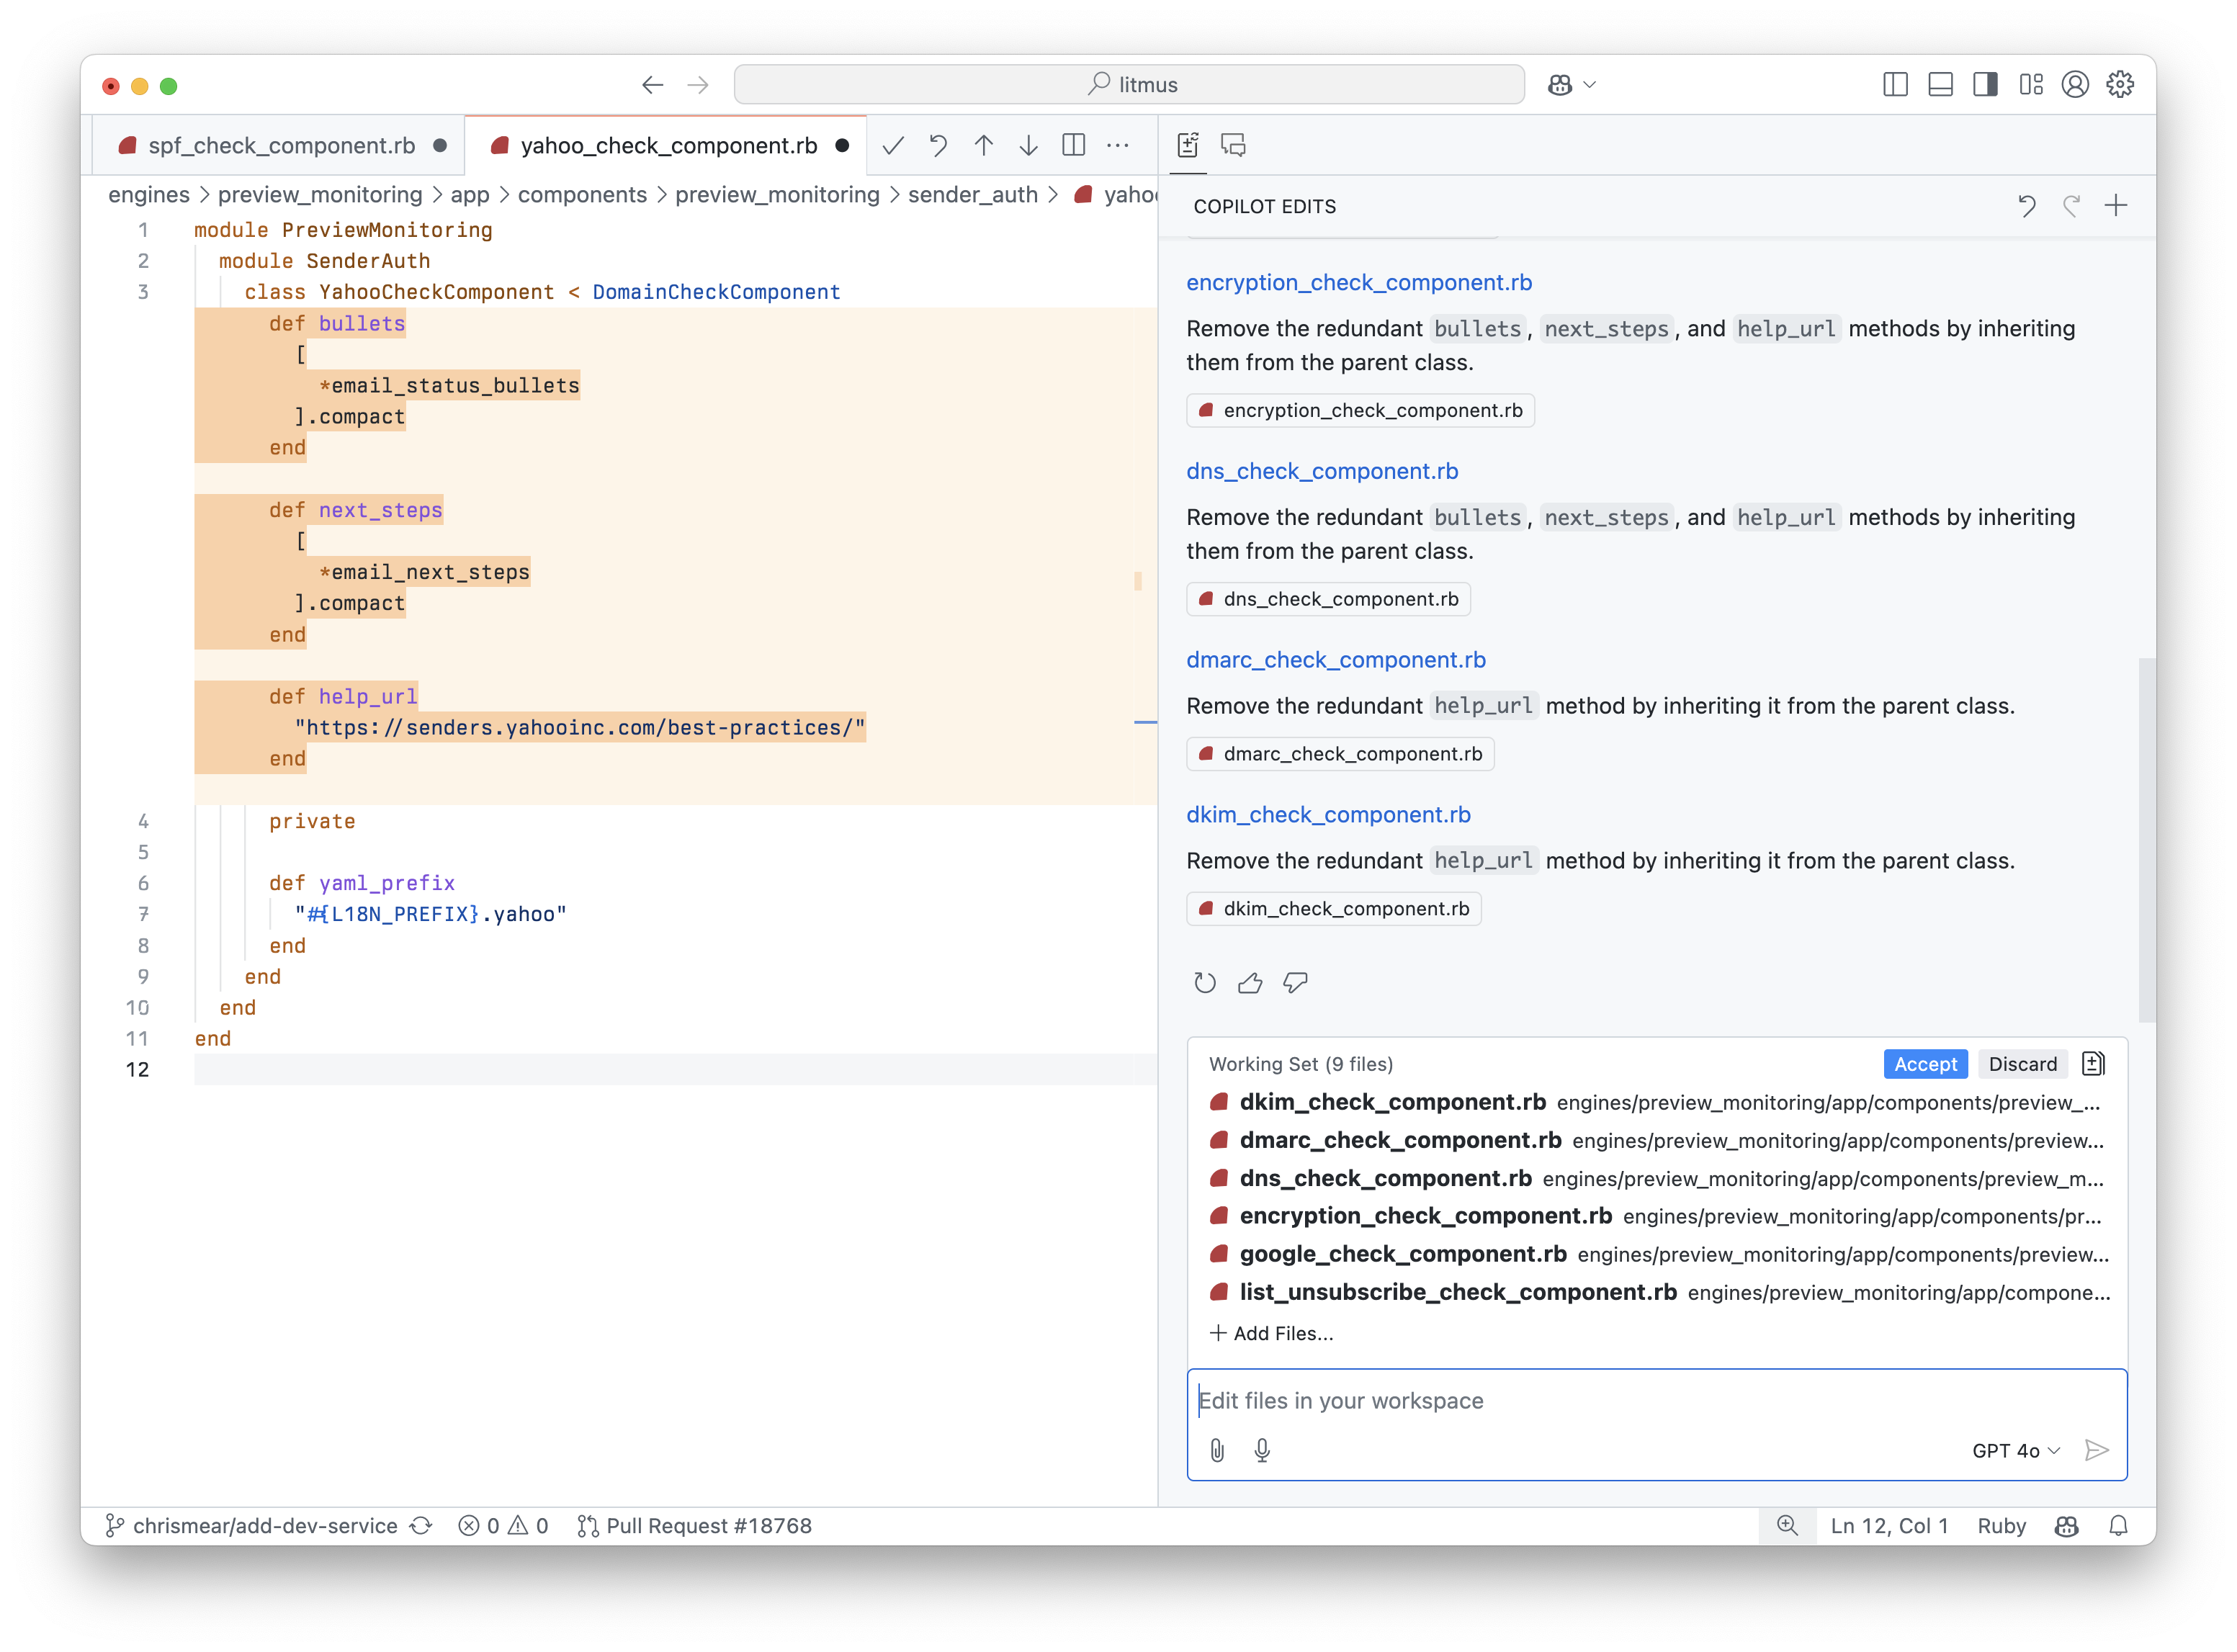 litmus
spf_check_component.rb
yahoo_check_component.rb
engines > preview_monitoring > app > components > preview_monitoring > sender_auth > yahoo
1 module PreviewMonitoring
2 module SenderAuth
3 class YahooCheckComponent < DomainCheckComponent
def bullets
[
*email_status_bullets
].compact
end
def next_steps
[
*email_next_steps
].compact
end
def help_url
"https://senders.yahooinc.com/best-practices/"
end
4 private
5
6 def yaml_prefix
7 "#{L18N_PREFIX}.yahoo"
8 end
9 end
10 end
11 end
12
COPILOT EDITS
encryption_check_component.rb
Remove the redundant bullets, next_steps, and help_url methods by inheriting
them from the parent class.
encryption_check_component.rb
dns_check_component.rb
Remove the redundant bullets, next_steps, and help_url methods by inheriting
them from the parent class.
dns_check_component.rb
dmarc_check_component.rb
Remove the redundant help_url method by inheriting it from the parent class.
dmarc_check_component.rb
dkim_check_component.rb
Remove the redundant help_url method by inheriting it from the parent class.
dkim_check_component.rb
Working Set (9 files) Accept Discard
dkim_check_component.rb engines/preview_monitoring/app/components/preview_...
dmarc_check_component.rb engines/preview_monitoring/app/components/preview...
dns_check_component.rb engines/preview_monitoring/app/components/preview_m...
encryption_check_component.rb engines/preview_monitoring/app/components/pr...
google_check_component.rb engines/preview_monitoring/app/components/preview...
list_unsubscribe_check_component.rb engines/preview_monitoring/app/compone...
+ Add Files...
Edit files in your workspace
GPT 4o
chrismear/add-dev-service 0 0 Pull Request #18768 Ln 12, Col 1 Ruby